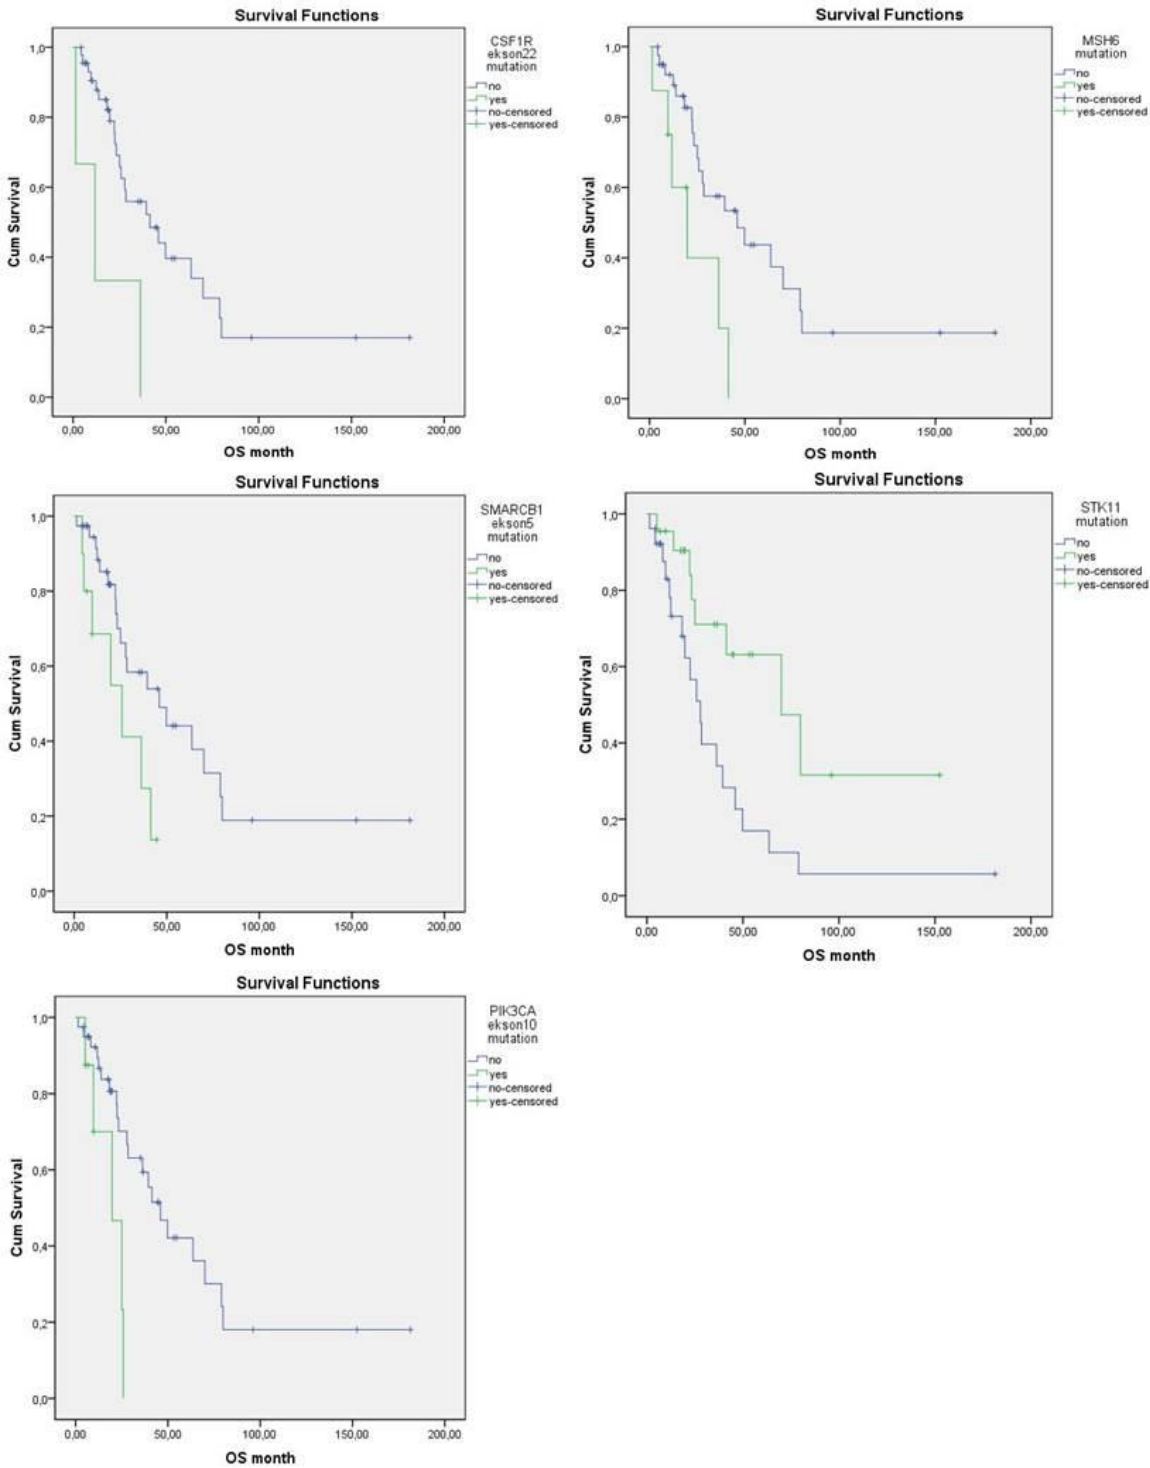 Survival Functions
CSF1R
ekson22
mutation
no
yes
no-censored
yes-censored
Cum Survival
1,0
0,8
0,6
0,4
0,2
0,0
0,00 50,00 100,00 150,00 200,00
OS month
Survival Functions
MSH6
mutation
no
yes
no-censored
yes-censored
Cum Survival
1,0
0,8
0,6
0,4
0,2
0,0
0,00 50,00 100,00 150,00 200,00
OS month
Survival Functions
SMARCB1
ekson5
mutation
no
yes
no-censored
yes-censored
Cum Survival
1,0
0,8
0,6
0,4
0,2
0,0
0,00 50,00 100,00 150,00 200,00
OS month
Survival Functions
STK11
mutation
no
yes
no-censored
yes-censored
Cum Survival
1,0
0,8
0,6
0,4
0,2
0,0
0,00 50,00 100,00 150,00 200,00
OS month
Survival Functions
PIK3CA
ekson10
mutation
no
yes
no-censored
yes-censored
Cum Survival
1,0
0,8
0,6
0,4
0,2
0,0
0,00 50,00 100,00 150,00 200,00
OS month